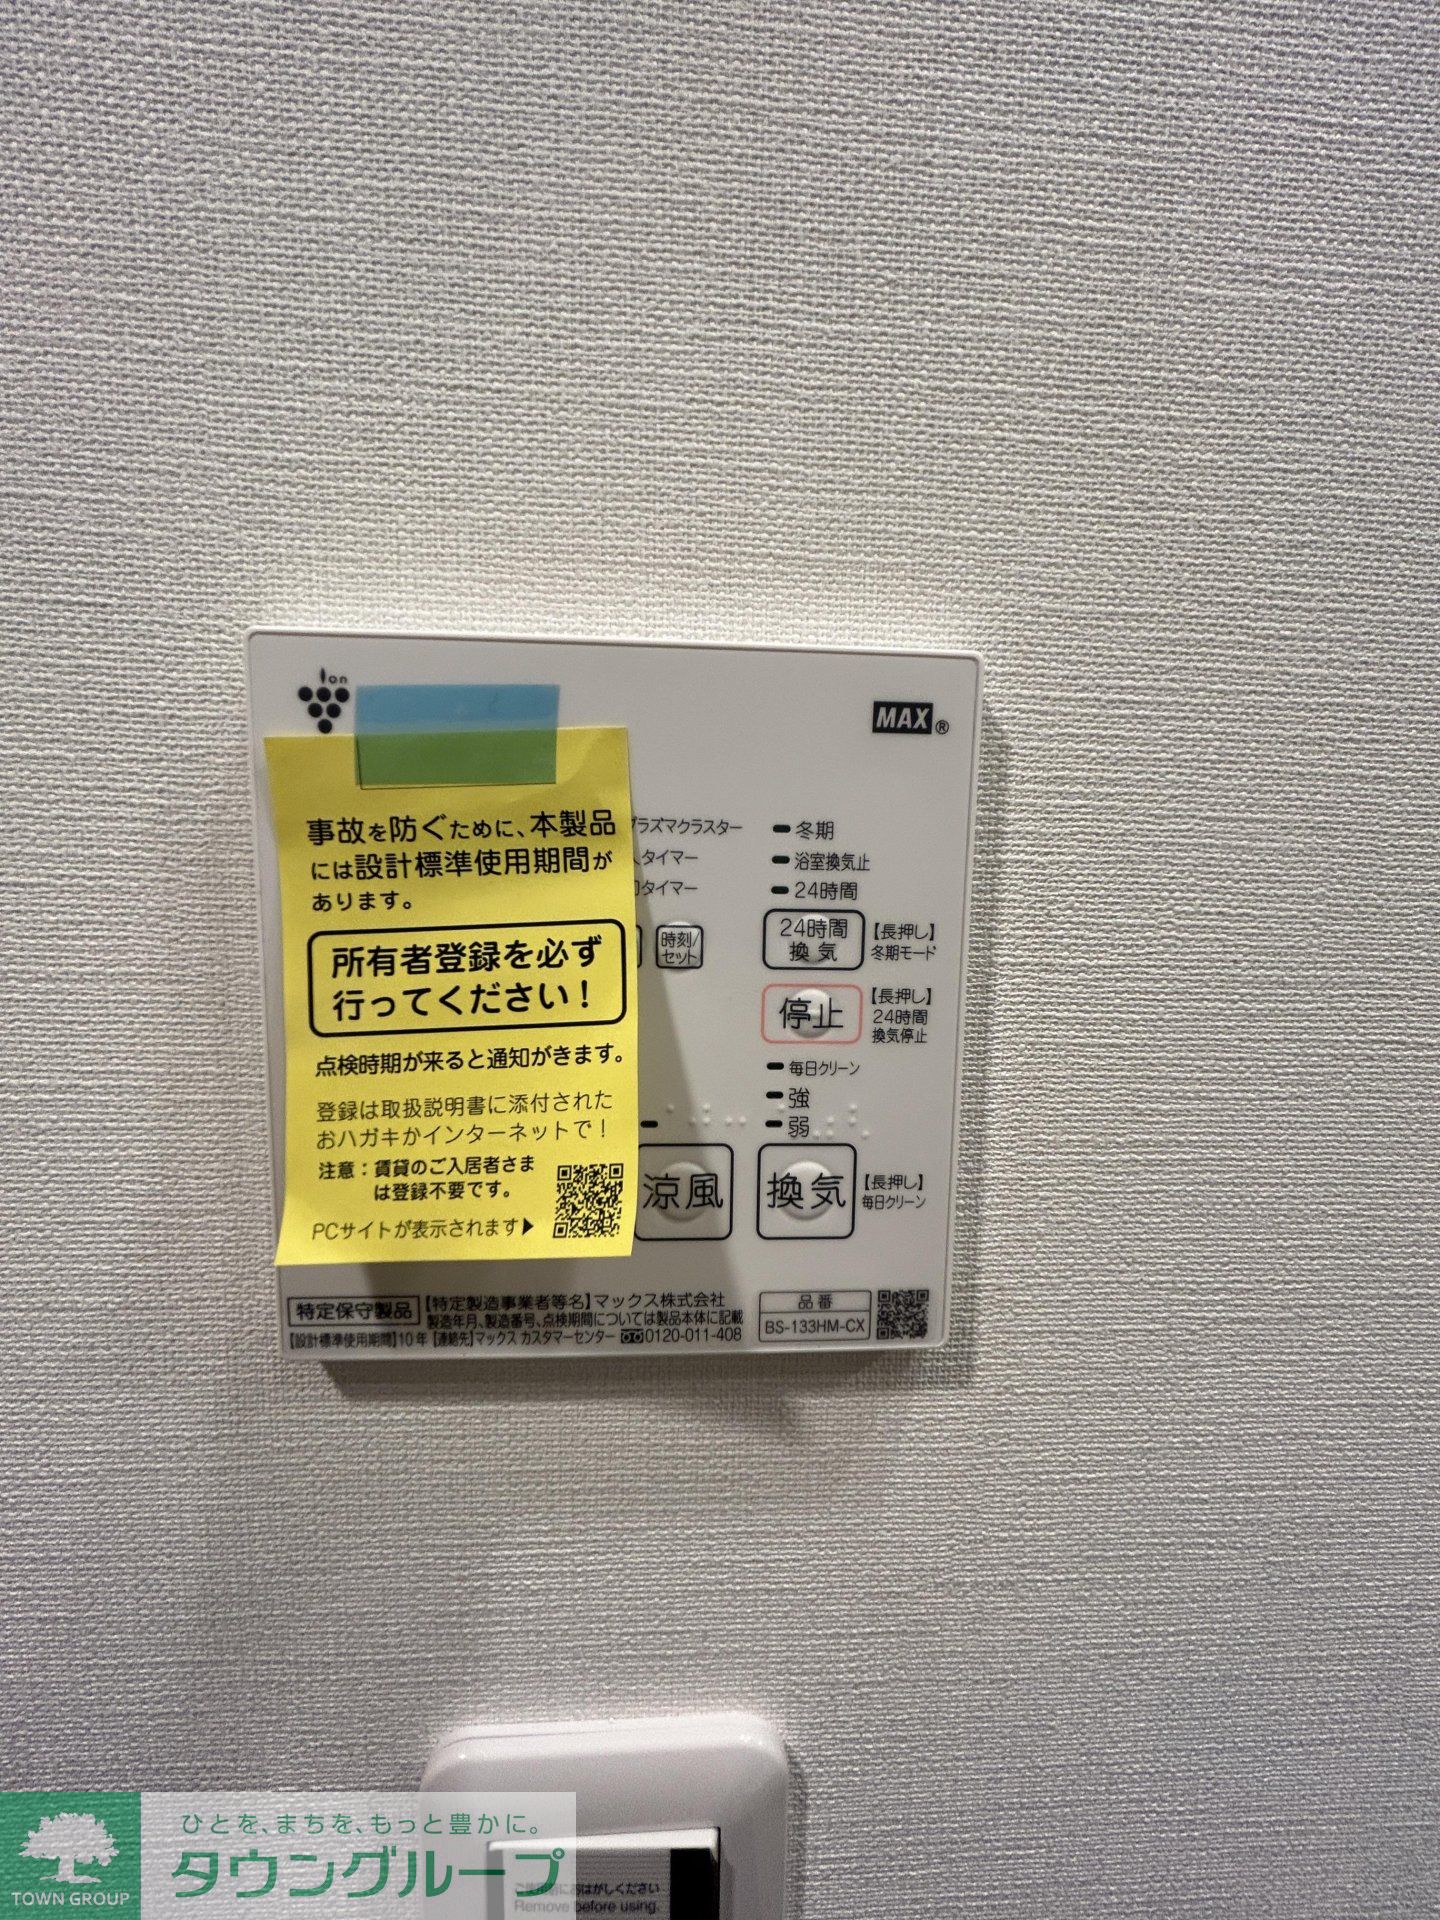 Ion
MAX®
事故を防ぐために、本製品
には設計標準使用期間が
あります。
所有者登録を必ず
行ってください!
点検時期が来ると通知がきます。
登録は取扱説明書に添付された
おハガキかインターネットで!
注意:賃貸のご入居者さま
は登録不要です。
PCサイトが表示されます▶
ラズマクラスター
タイマー
タイマー
時刻/
セット
冬期
浴室換気止
24時間
24時間
換気
【長押し】
冬期モード
停止
【長押し】
24時間
換気停止
毎日クリーン
強
弱
涼風
換気
【長押し】
毎日クリーン
特定保守製品
【特定製造事業者等名】マックス株式会社
製造年月、製造番号、点検期間については製品本体に記載
【設計標準使用期間】10年【連絡先】マックス カスタマーセンター 0120-011-408
品番
BS-133HM-CX
ひとを、まちを、もっと豊かに。
タウングループ
TOWN GROUP
はがしください
Remove before using.